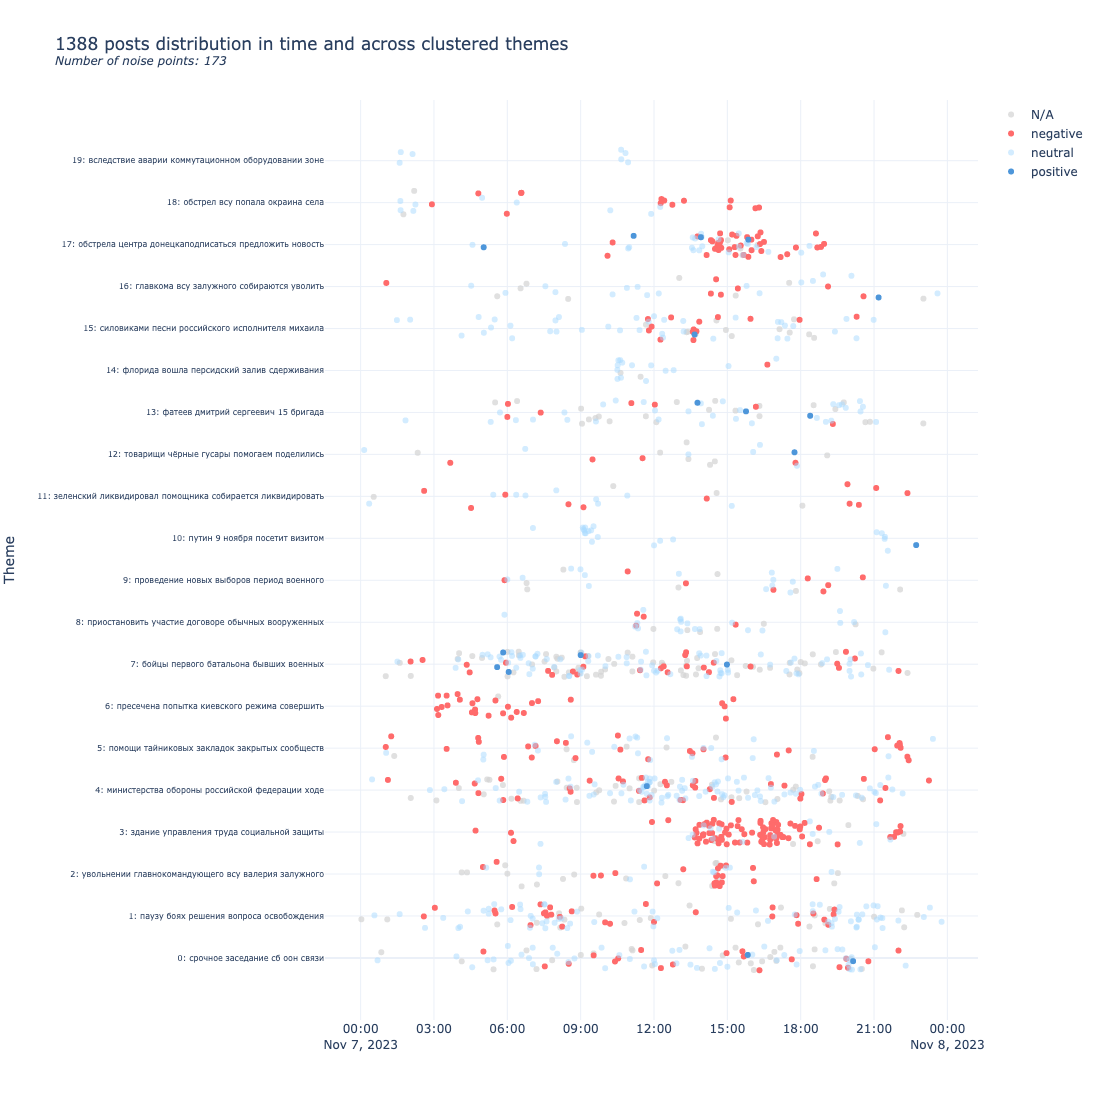 1388 posts distribution in time and across clustered themes
Number of noise points: 173
N/A
negative
neutral
positive
19: вследствие аварии коммутационном оборудовании зоне
18: обстрел всу попала окраина села
17: обстрела центра донецкаподписаться предложить новость
16: главкома всу залужного собираются уволить
15: силовиками песни российского исполнителя михаила
14: флорида вошла персидский залив сдерживания
13: фатеев дмитрий сергеевич 15 бригада
12: товарищи чёрные гусары помогаем поделились
11: зеленский ликвидировал помощника собирается ликвидировать
10: путин 9 ноября посетит визитом
9: проведение новых выборов период военного
8: приостановить участие договоре обычных вооруженных
7: бойцы первого батальона бывших военных
6: пресечена попытка киевского режима совершить
5: помощи тайниковых закладок закрытых сообществ
4: министерства обороны российской федерации ходе
3: здание управления труда социальной защиты
2: увольнении главнокомандующего всу валерия залужного
1: паузу боях решения вопроса освобождения
0: срочное заседание сб оон связи
Theme
00:00 03:00 06:00 09:00 12:00 15:00 18:00 21:00 00:00
Nov 7, 2023 Nov 8, 2023